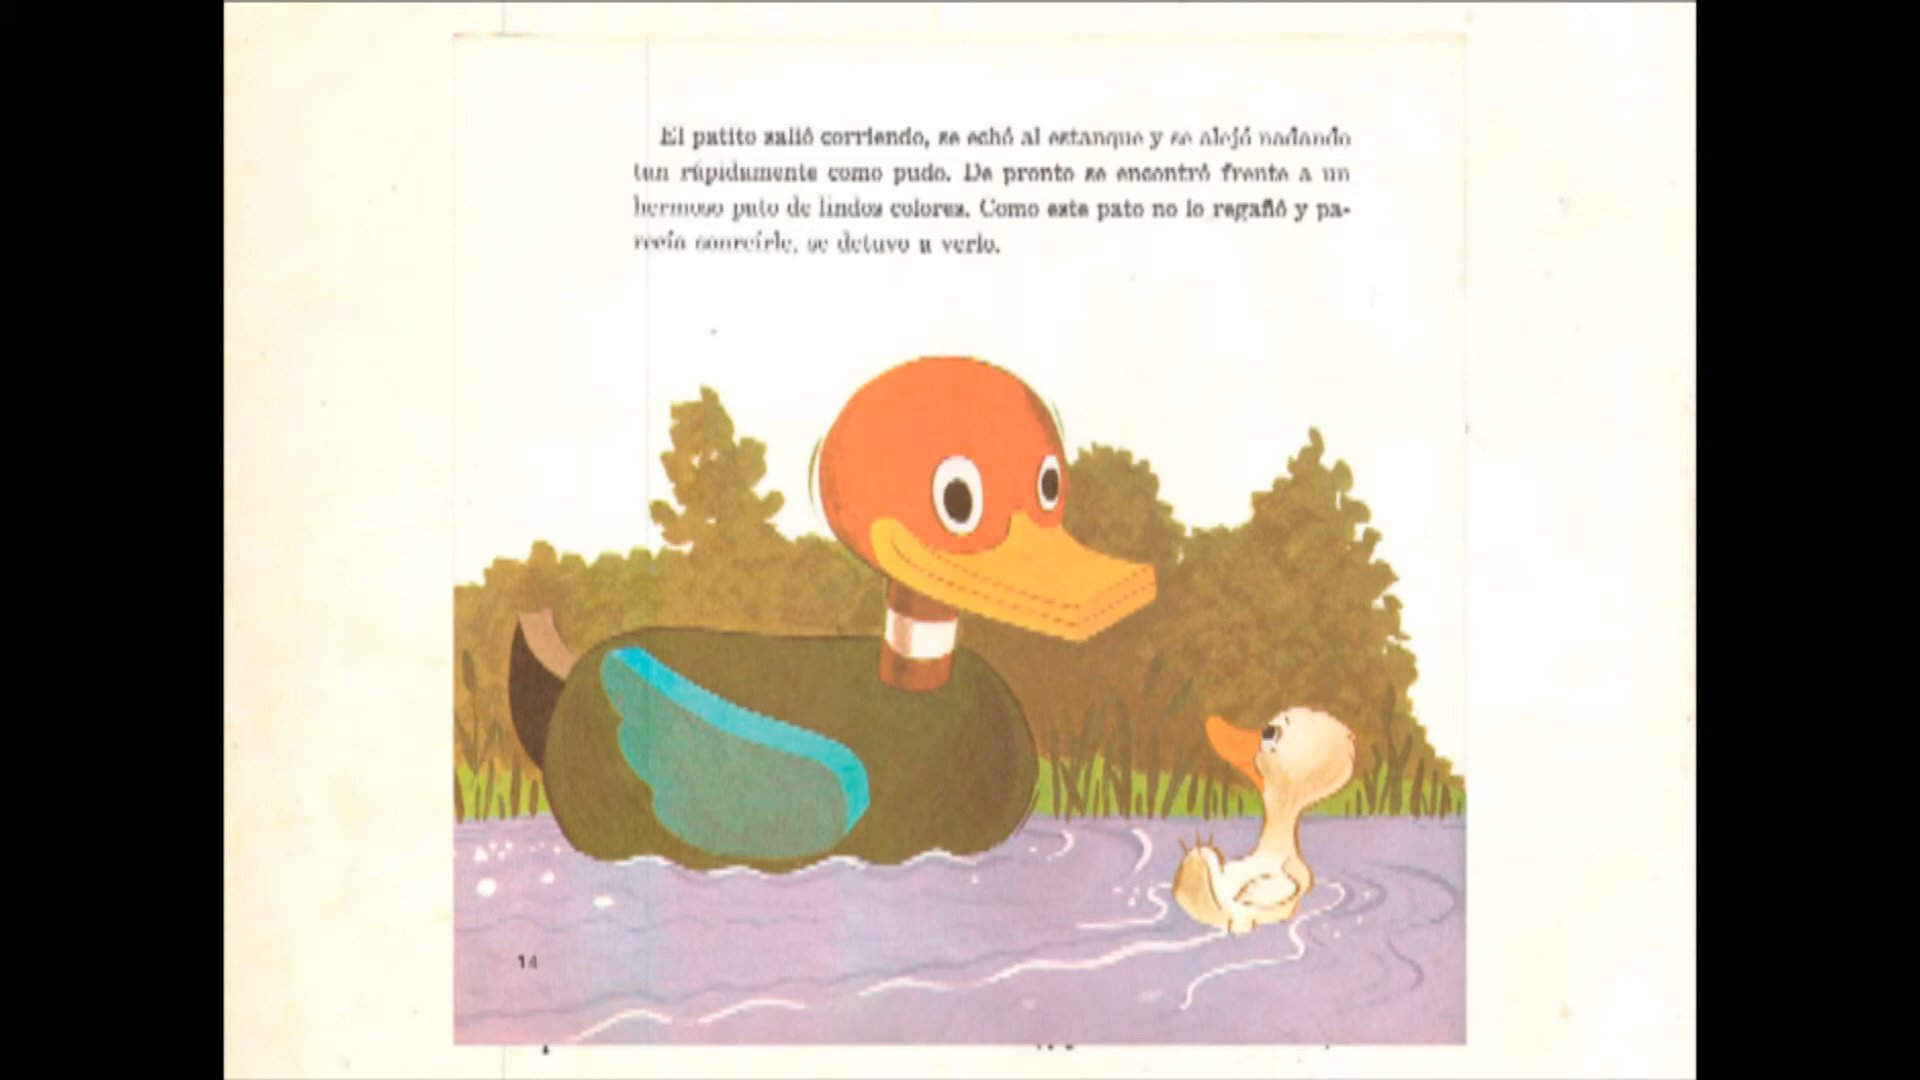 El patito salió corriendo, se echó al estanque y se alejó nadando
tan rápidamente como pudo. De pronto se encontró frente a un
hermoso pato de lindos colores. Como este pato no lo regañó y pa-
recía sonreírle, se detuvo a verlo.
14